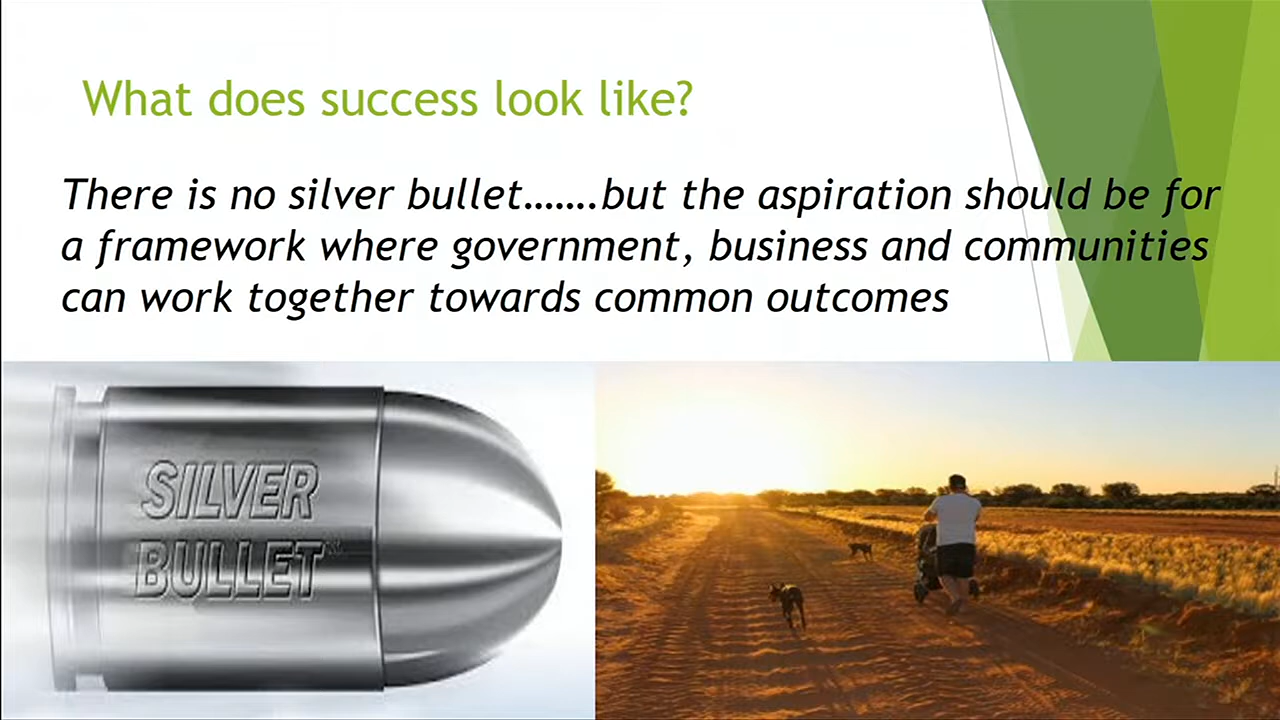 What does success look like?
There is no silver bullet…….but the aspiration should be for
a framework where government, business and communities
can work together towards common outcomes
SILVER
BULLET